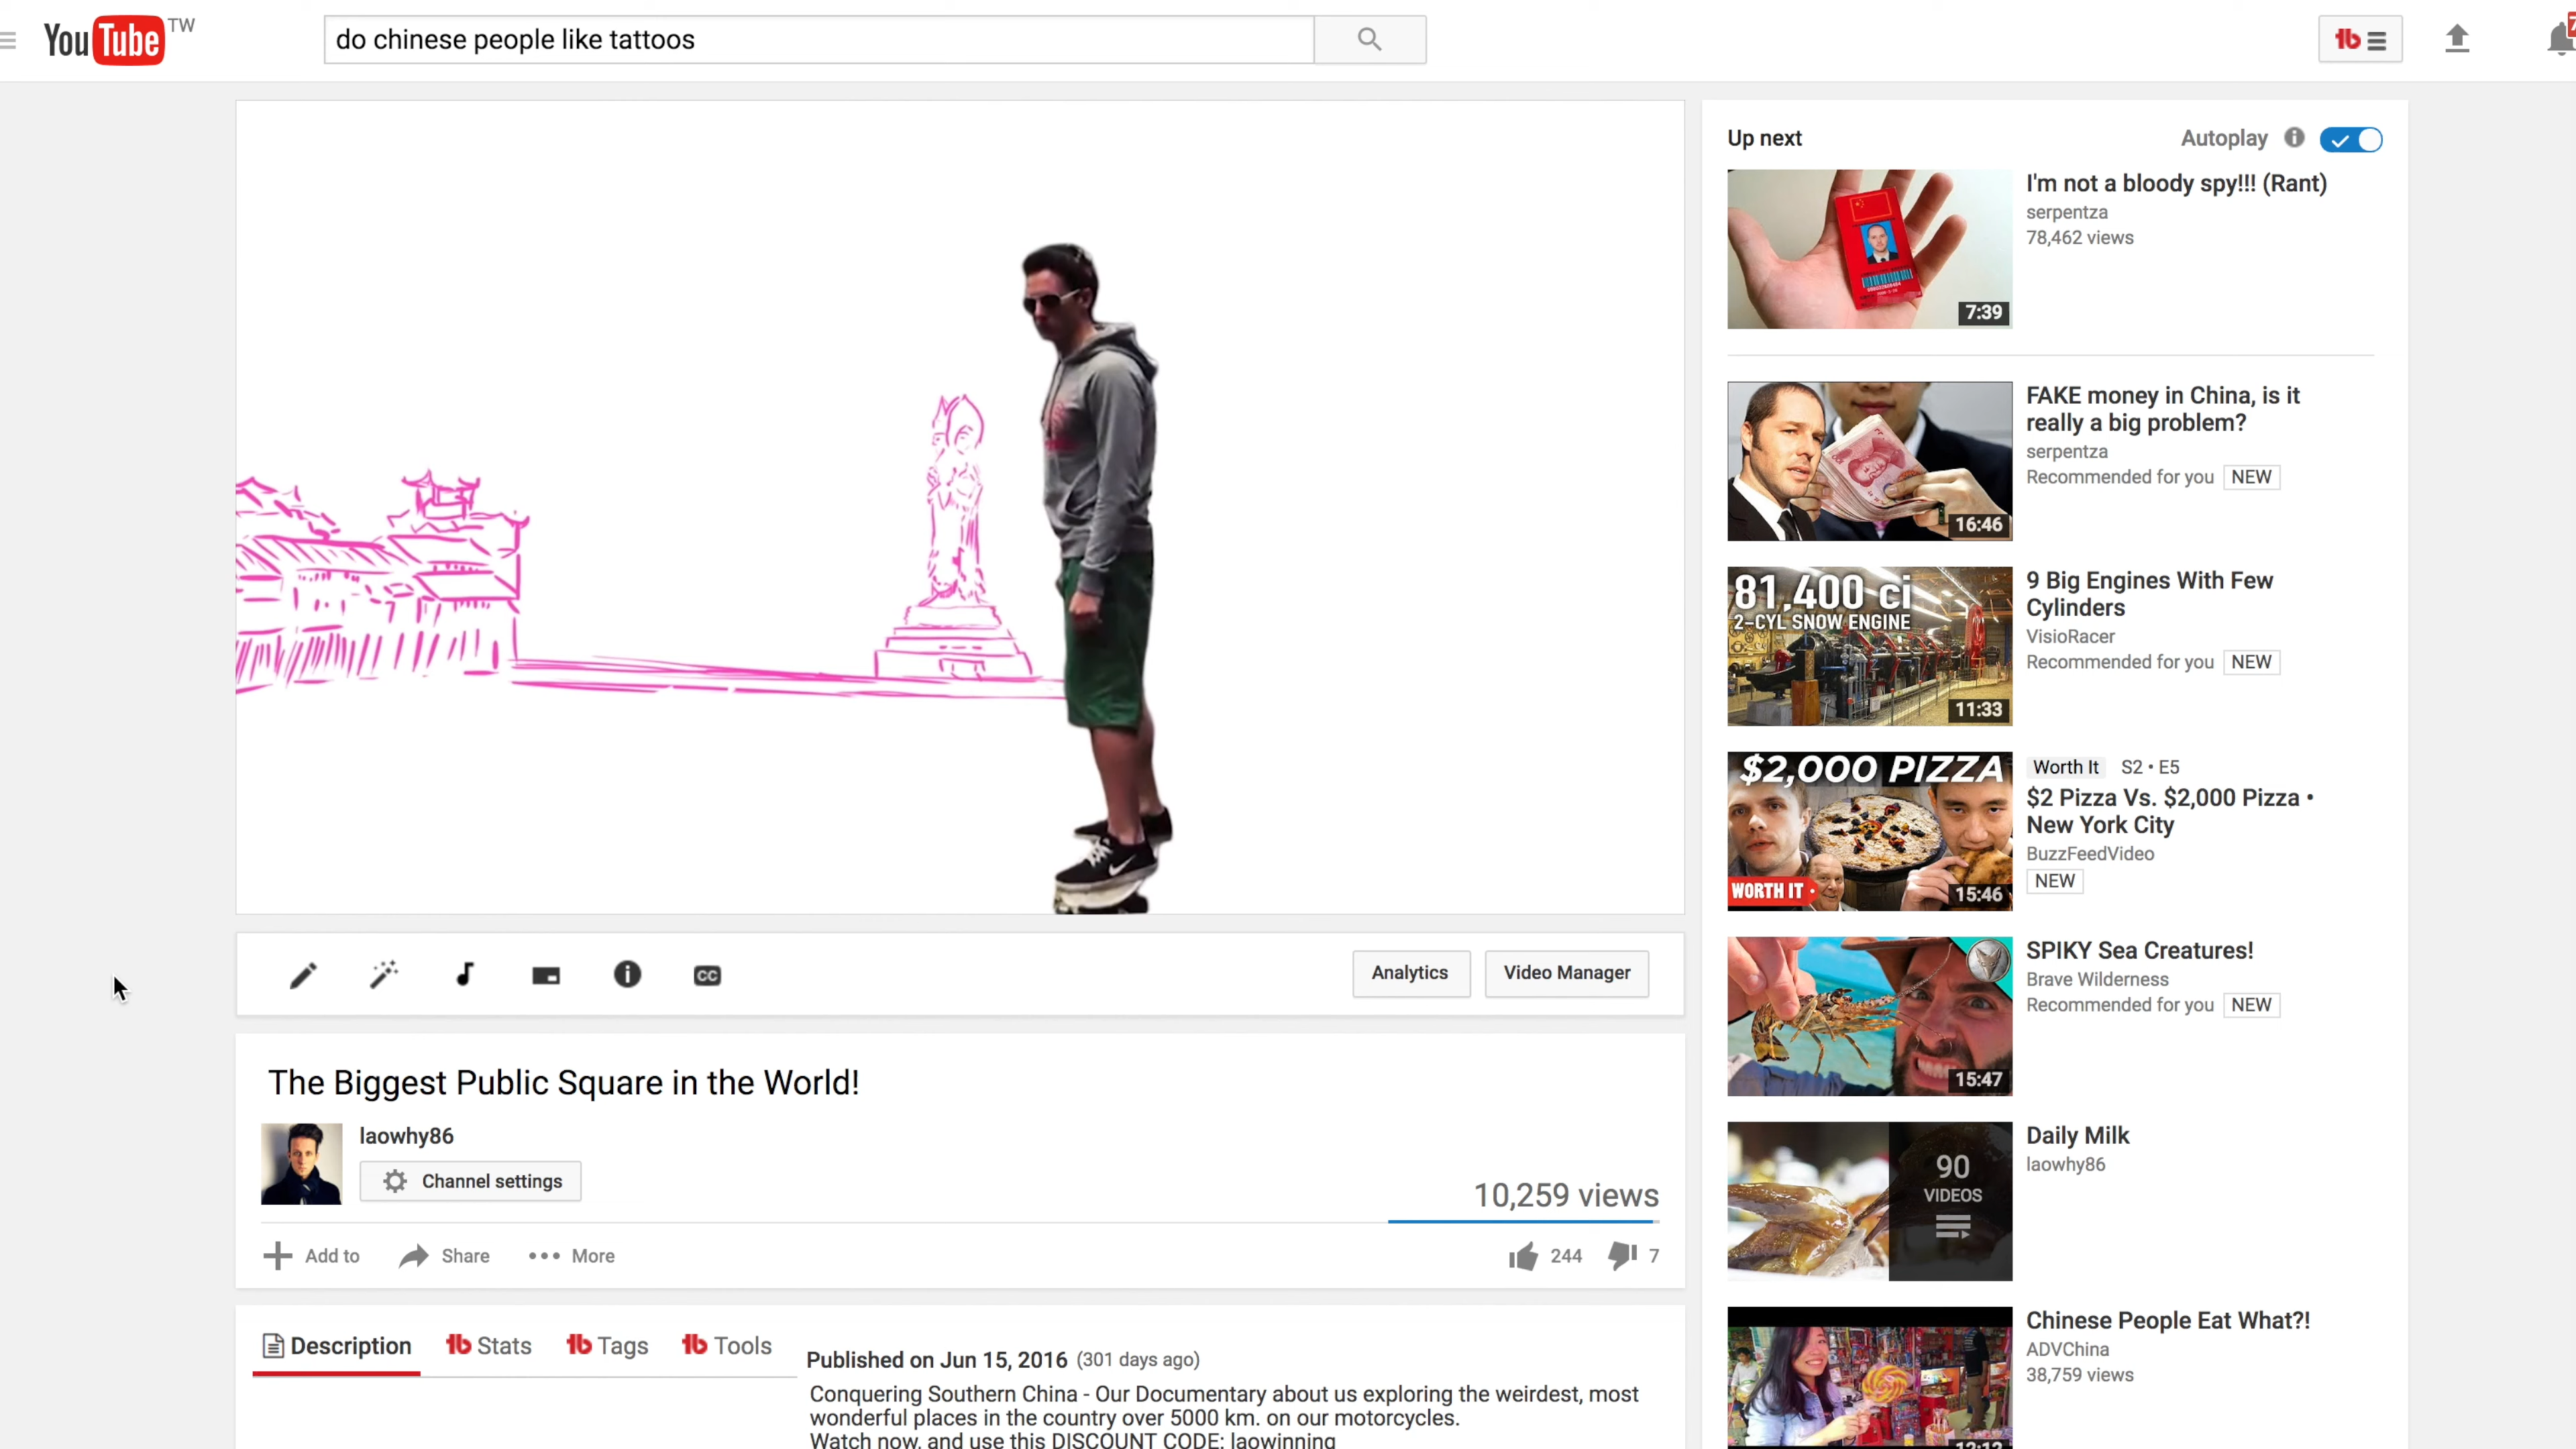 YouTube TW
do chinese people like tattoos
Up next
Autoplay
I'm not a bloody spy!!! (Rant)
serpentza
78,462 views
7:39
FAKE money in China, is it
really a big problem?
serpentza
Recommended for you NEW
16:46
81,400 ci
2-CYL SNOW ENGINE
11:33
9 Big Engines With Few
Cylinders
VisioRacer
Recommended for you NEW
$2,000 PIZZA
WORTH IT
15:46
Worth It S2 • E5
$2 Pizza Vs. $2,000 Pizza •
New York City
BuzzFeedVideo
NEW
SPIKY Sea Creatures!
Brave Wilderness
Recommended for you NEW
15:47
90
VIDEOS
Daily Milk
laowhy86
Chinese People Eat What?!
ADVChina
38,759 views
12:12
CC
Analytics
Video Manager
The Biggest Public Square in the World!
laowhy86
Channel settings
10,259 views
Add to
Share
More
244
7
Description
Stats
Tags
Tools
Published on Jun 15, 2016 (301 days ago)
Conquering Southern China - Our Documentary about us exploring the weirdest, most
wonderful places in the country over 5000 km. on our motorcycles.
Watch now, and use this DISCOUNT CODE: laowinning